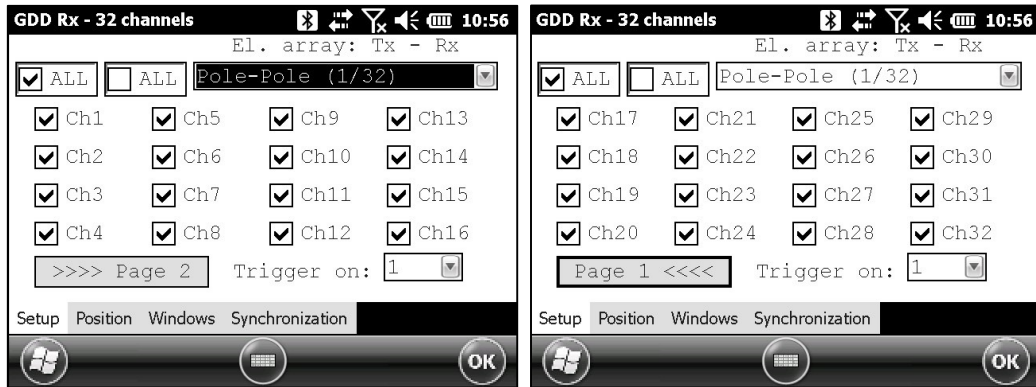 GDD Rx - 32 channels 10:56
El. array: Tx - Rx
ALL ALL Pole-Pole (1/32)
Ch1 Ch5 Ch9 Ch13
Ch2 Ch6 Ch10 Ch14
Ch3 Ch7 Ch11 Ch15
Ch4 Ch8 Ch12 Ch16
>>>> Page 2 Trigger on: 1
Setup Position Windows Synchronization
OK
GDD Rx - 32 channels 10:56
El. array: Tx - Rx
ALL ALL Pole-Pole (1/32)
Ch17 Ch21 Ch25 Ch29
Ch18 Ch22 Ch26 Ch30
Ch19 Ch23 Ch27 Ch31
Ch20 Ch24 Ch28 Ch32
Page 1 <<<< Trigger on: 1
Setup Position Windows Synchronization
OK